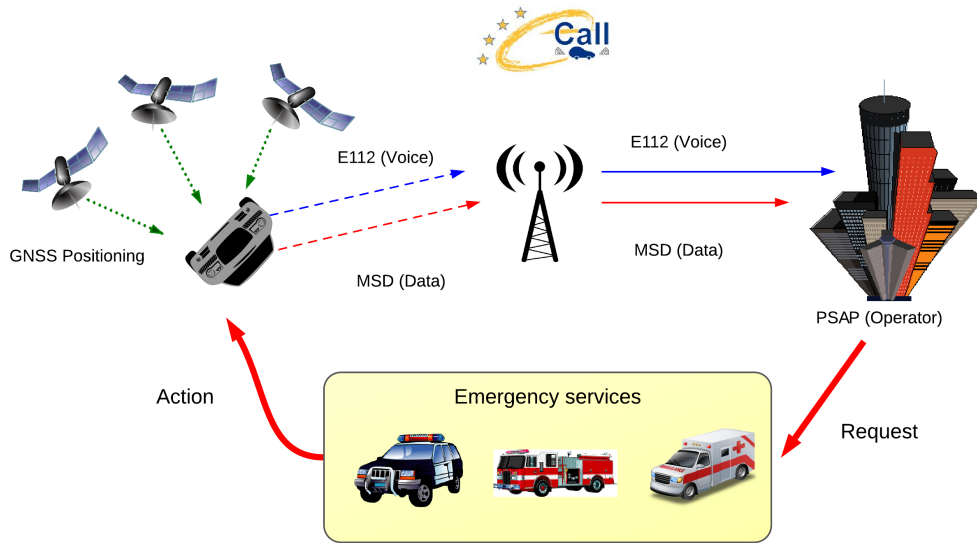 Call
E112 (Voice)
E112 (Voice)
GNSS Positioning
MSD (Data)
MSD (Data)
PSAP (Operator)
Action
Emergency services
Request